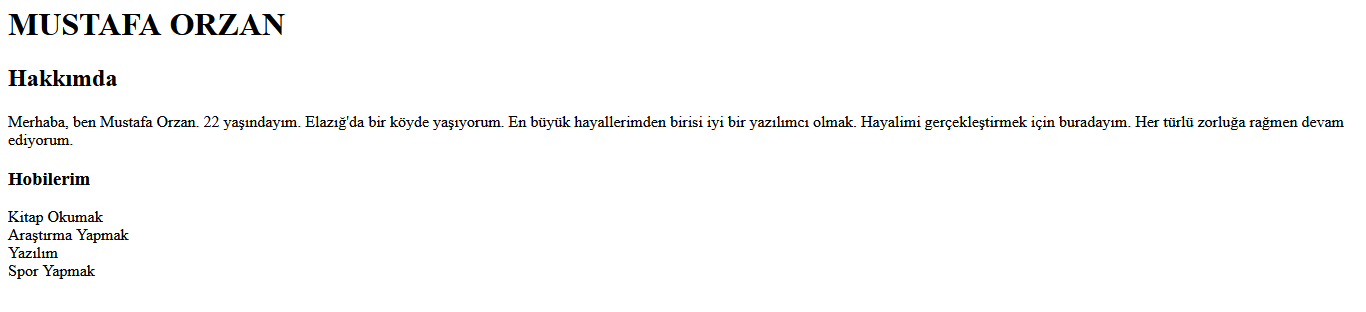 MUSTAFA ORZAN
Hakkımda
Merhaba, ben Mustafa Orzan. 22 yaşındayım. Elazığ'da bir köyde yaşıyorum. En büyük hayallerimden birisi iyi bir yazılımcı olmak. Hayalimi gerçekleştirmek için buradayım. Her türlü zorluğa rağmen devam
ediyorum.
Hobilerim
Kitap Okumak
Araştırma Yapmak
Yazılım
Spor Yapmak